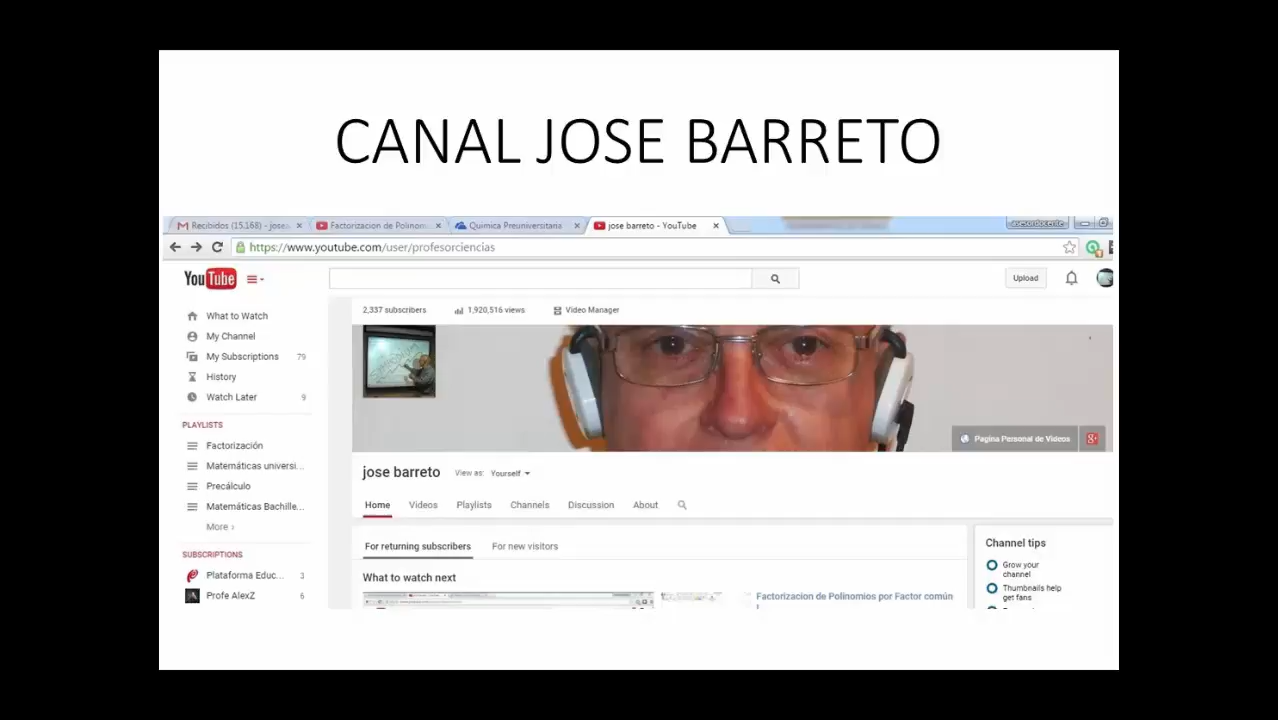 CANAL JOSE BARRETO
Recibidos (15.168) - jose. Factorizacion de Polinom. Quimica Preuniversitaria jose barreto - YouTube asesordocente
https://www.youtube.com/user/profesorciencias
YouTube Upload
2,337 subscribers 1,920,516 views Video Manager
What to Watch
My Channel
My Subscriptions 79
History
Watch Later 9
PLAYLISTS
Factorización
Matemáticas universi...
Precálculo
Matemáticas Bachille...
More ›
SUBSCRIPTIONS
Plataforma Educ... 3
Profe AlexZ 6
Pagina Personal de Videos
jose barreto View as: Yourself
Home Videos Playlists Channels Discussion About
For returning subscribers For new visitors
What to watch next
Factorizacion de Polinomios por Factor común
Channel tips
Grow your
channel
Thumbnails help
get fans